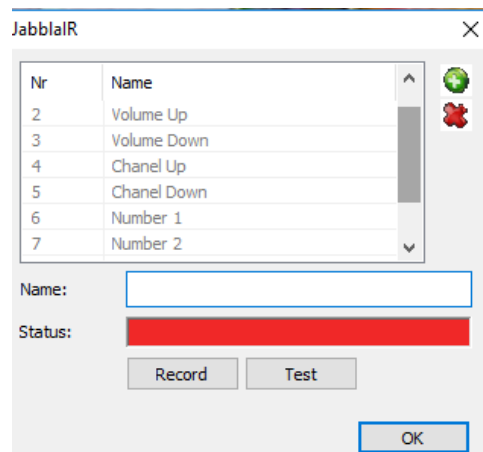 JabblaIR
Nr Name
2 Volume Up
3 Volume Down
4 Chanel Up
5 Chanel Down
6 Number 1
7 Number 2
Name:
Status:
Record Test
OK